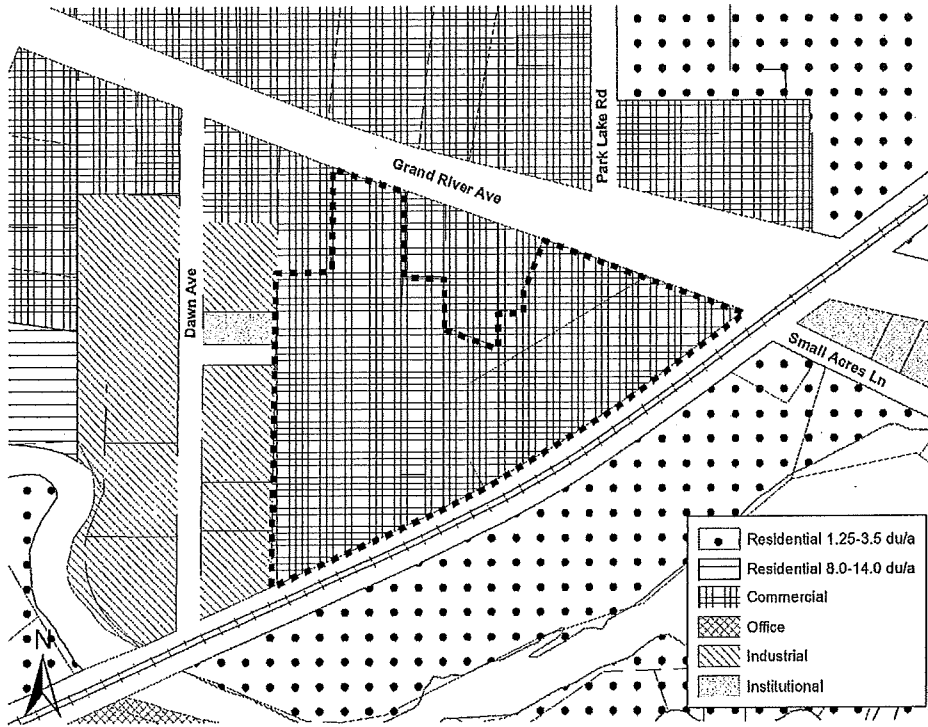 Park Lake Rd
Grand River Ave
Dawn Ave
Small Acres Ln
Residential 1.25-3.5 du/a
Residential 8.0-14.0 du/a
Commercial
Office
Industrial
Institutional
N